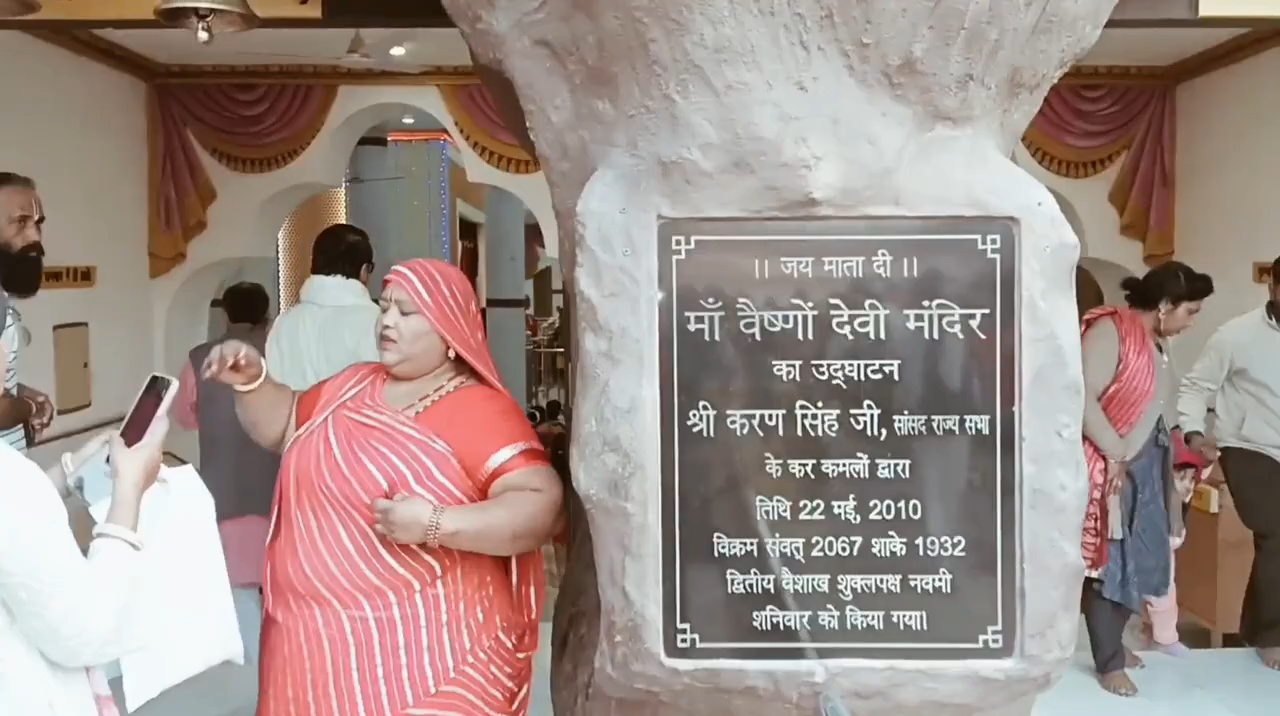 ।। जय माता दी ।।
माँ वैष्णों देवी मंदिर
का उद्घाटन
श्री करण सिंह जी, सांसद राज्य सभा
के कर कमलों द्वारा
तिथि 22 मई, 2010
विक्रम संवत् 2067 शाके 1932
द्वितीय वैशाख शुक्लपक्ष नवमी
शनिवार को किया गया।